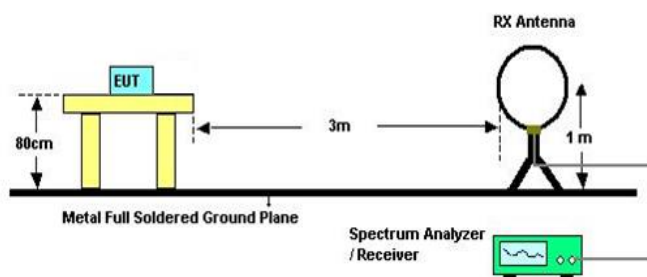 RX Antenna
EUT
3m
80cm
1 m
Metal Full Soldered Ground Plane
Spectrum Analyzer
/ Receiver